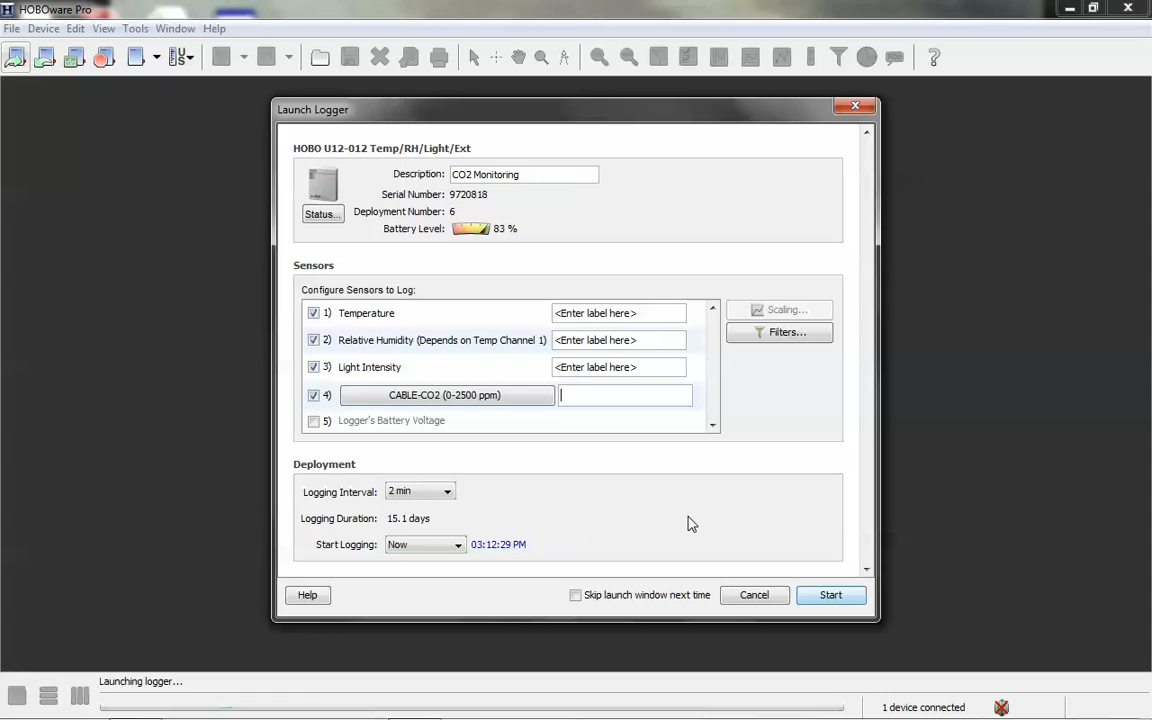 HOBOware Pro
File Device Edit View Tools Window Help
Launch Logger
HOBO U12-012 Temp/RH/Light/Ext
Description: CO2 Monitoring
Serial Number: 9720818
Status... Deployment Number: 6
Battery Level: 83 %
Sensors
Configure Sensors to Log:
1) Temperature <Enter label here> Scaling...
2) Relative Humidity (Depends on Temp Channel 1) <Enter label here> Filters...
3) Light Intensity <Enter label here>
4) CABLE-CO2 (0-2500 ppm)
5) Logger's Battery Voltage
Deployment
Logging Interval: 2 min
Logging Duration: 15.1 days
Start Logging: Now 03:12:29 PM
Help Skip launch window next time Cancel Start
Launching logger...
1 device connected